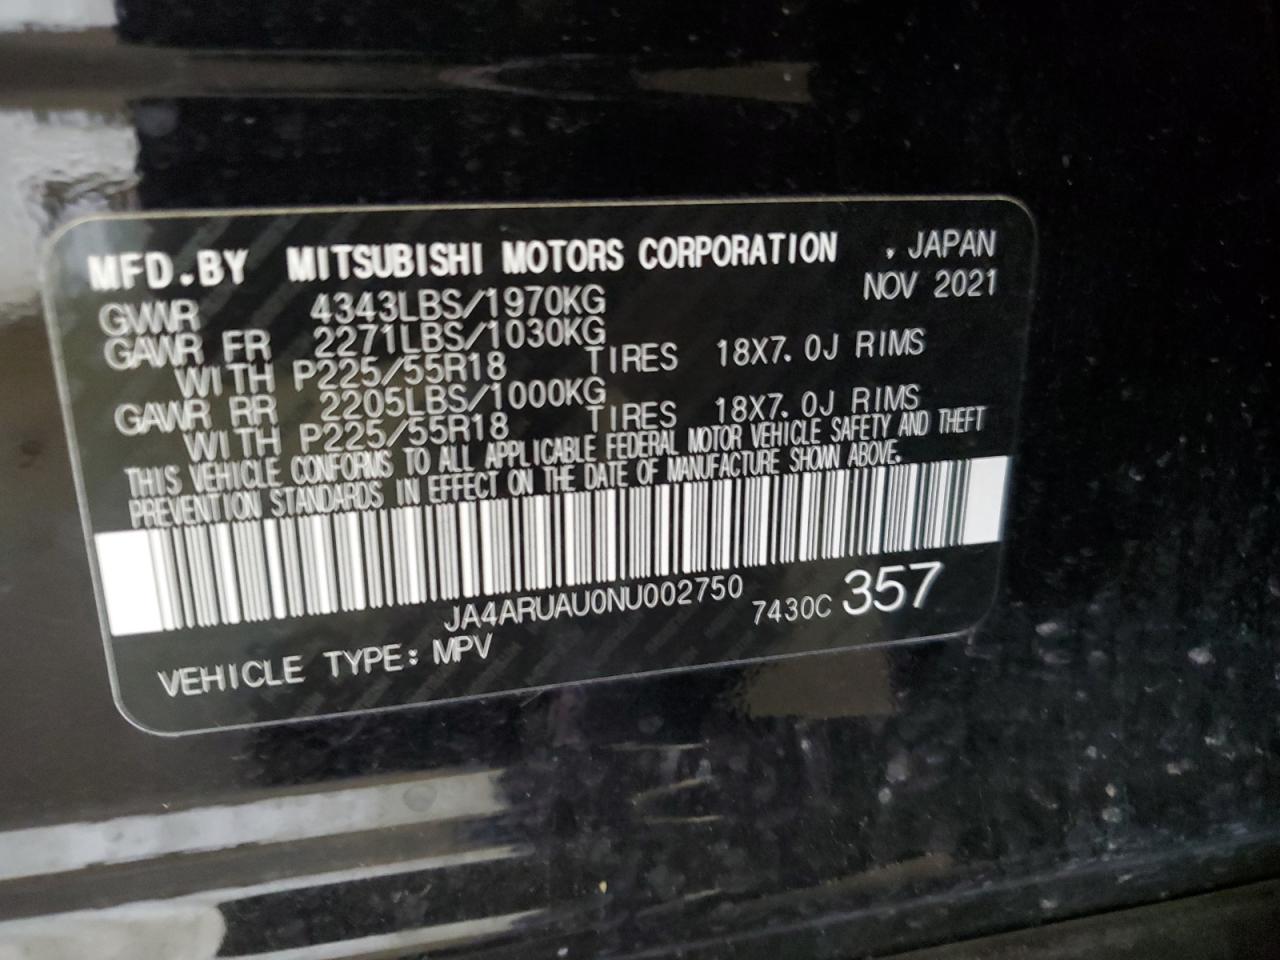 MFD.BY MITSUBISHI MOTORS CORPORATION , JAPAN
GVWR 4343LBS/1970KG NOV 2021
GAWR FR 2271LBS/1030KG
WITH P225/55R18 TIRES 18X7.0J RIMS
GAWR RR 2205LBS/1000KG
WITH P225/55R18 TIRES 18X7.0J RIMS
THIS VEHICLE CONFORMS TO ALL APPLICABLE FEDERAL MOTOR VEHICLE SAFETY AND THEFT
PREVENTION STANDARDS IN EFFECT ON THE DATE OF MANUFACTURE SHOWN ABOVE.
JA4ARUAU0NU002750 7430C 357
VEHICLE TYPE: MPV